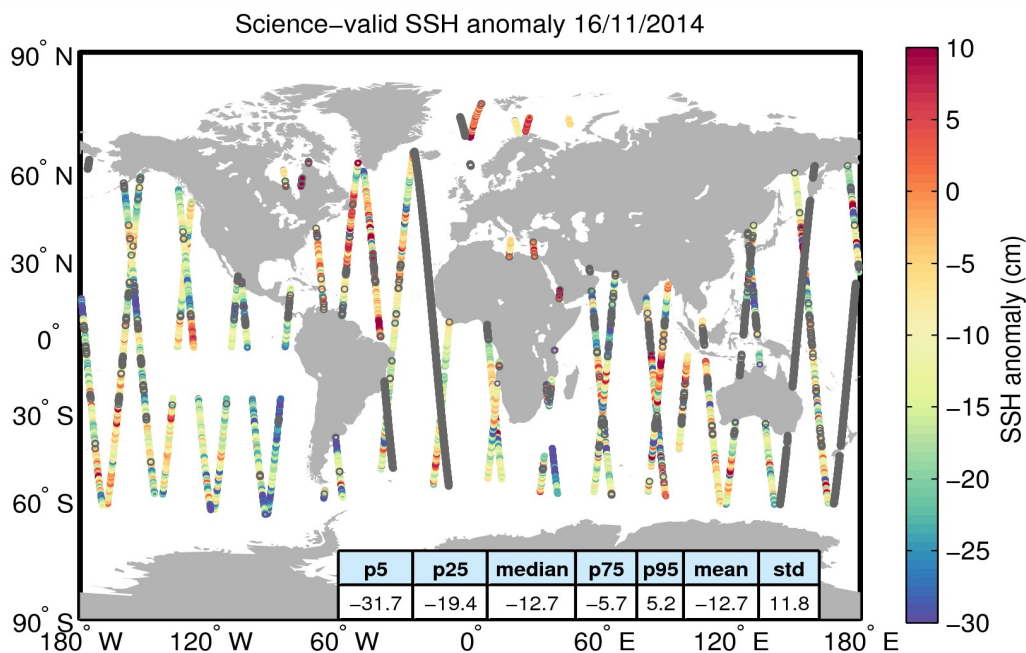 Science−valid SSH anomaly 16/11/2014
90° N
60° N
30° N
0°
30° S
60° S
90° S
180° W
120° W
60° W
0°
60° E
120° E
180° E
p5 p25 median p75 p95 mean std
−31.7 −19.4 −12.7 −5.7 5.2 −12.7 11.8
10
5
0
−5
−10
−15
−20
−25
−30
SSH anomaly (cm)